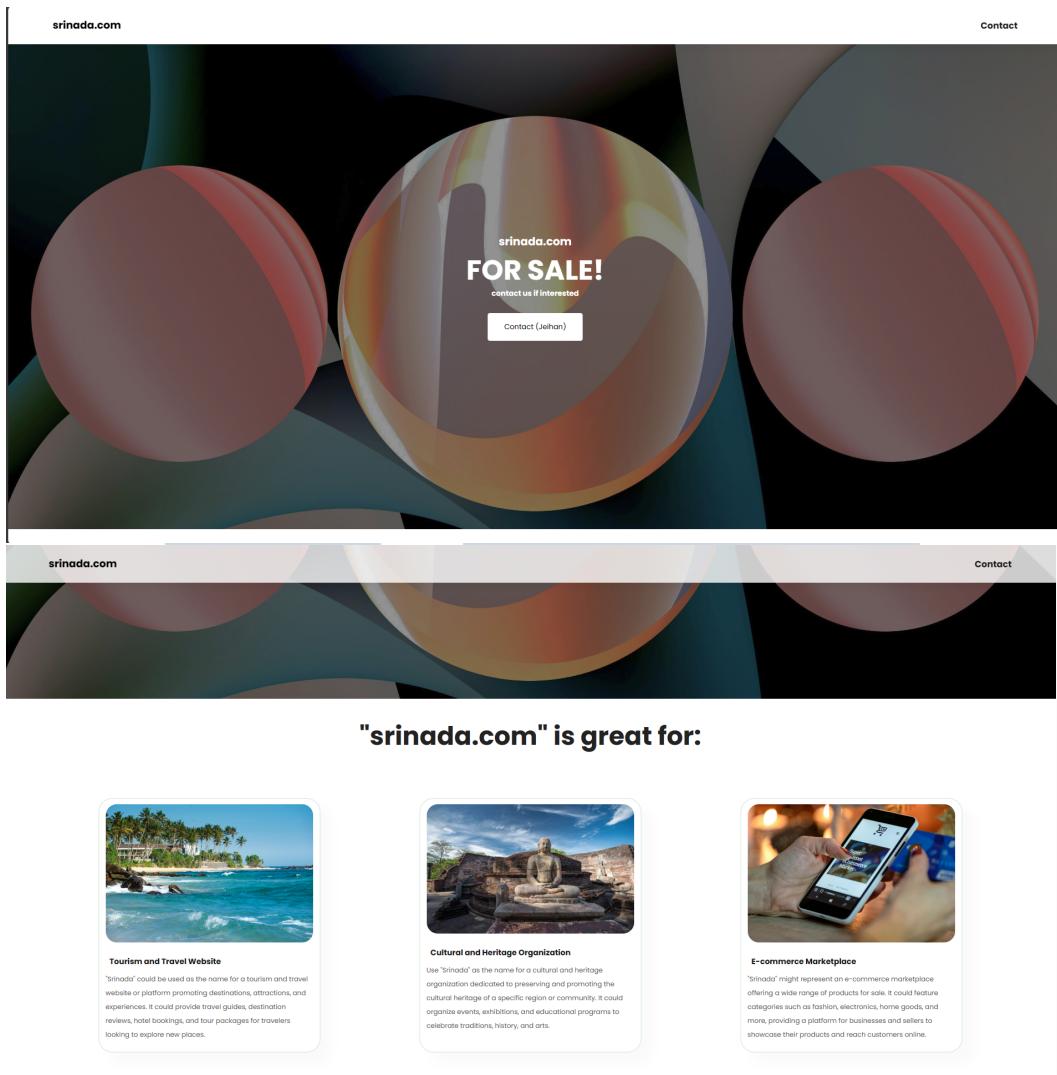 srinada.com
Contact
srinada.com
FOR SALE!
contact us if interested
Contact (Jeihan)
srinada.com
Contact
"srinada.com" is great for:
Tourism and Travel Website
"Srinada" could be used as the name for a tourism and travel
website or platform promoting destinations, attractions, and
experiences. It could provide travel guides, destination
reviews, hotel bookings, and tour packages for travelers
looking to explore new places.
Cultural and Heritage Organization
Use "Srinada" as the name for a cultural and heritage
organization dedicated to preserving and promoting the
cultural heritage of a specific region or community. It could
organize events, exhibitions, and educational programs to
celebrate traditions, history, and arts.
E-commerce Marketplace
"Srinada" might represent an e-commerce marketplace
offering a wide range of products for sale. It could feature
categories such as fashion, electronics, home goods, and
more, providing a platform for businesses and sellers to
showcase their products and reach customers online.